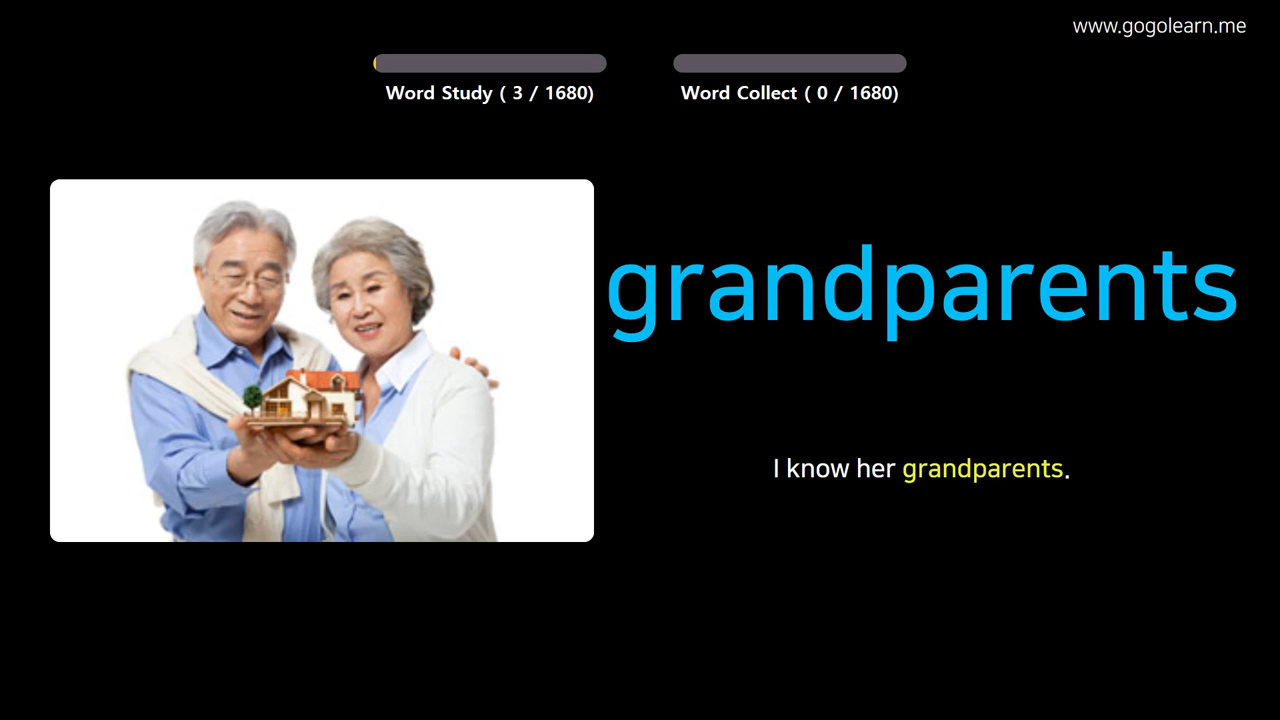 www.gogolearn.me
Word Study ( 3 / 1680)
Word Collect ( 0 / 1680)
grandparents
I know her grandparents.